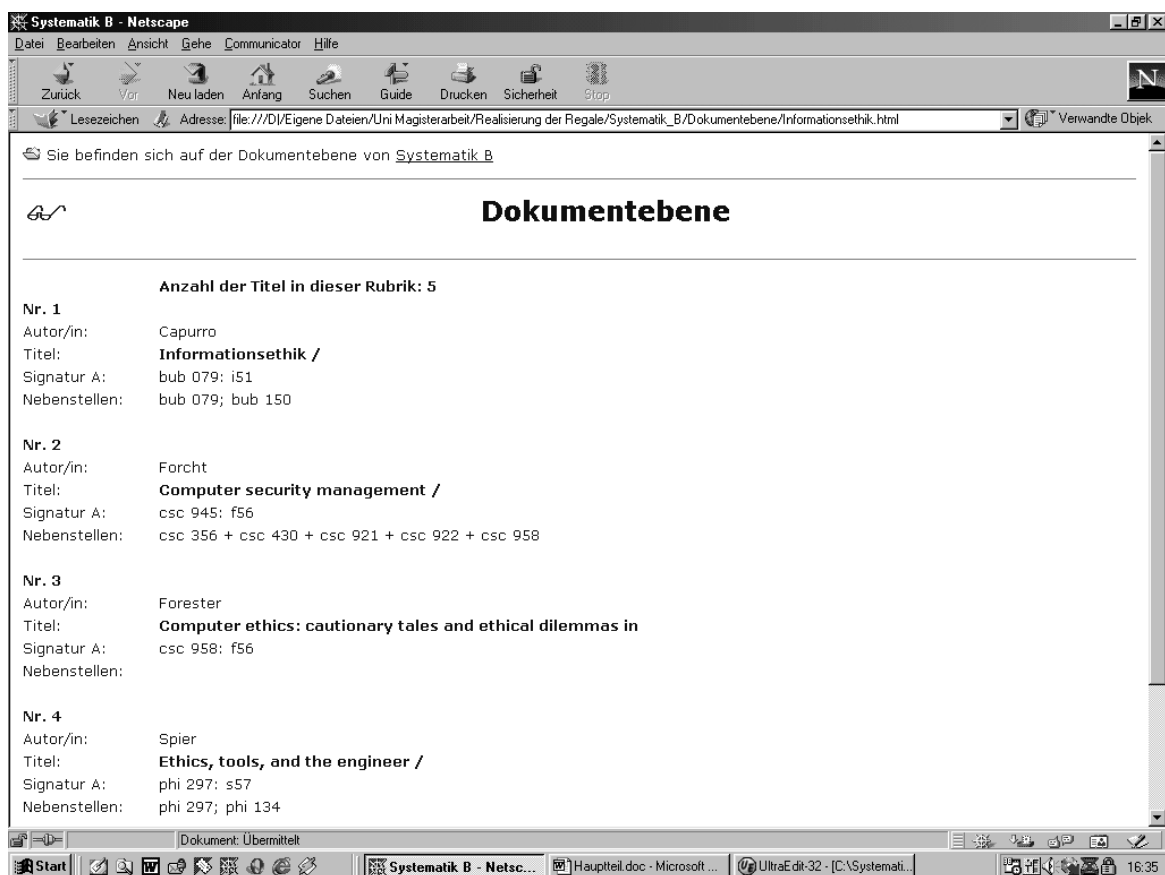 Systematik B - Netscape
Datei Bearbeiten Ansicht Gehe Communicator Hilfe
Zurück Vor Neu laden Anfang Suchen Guide Drucken Sicherheit Stop
N
Lesezeichen Adresse: file:///D|/Eigene Dateien/Uni Magisterarbeit/Realisierung der Regale/Systematik_B/Dokumentebene/Informationsethik.html Verwandte Objek
Sie befinden sich auf der Dokumentebene von Systematik B
Dokumentebene
Anzahl der Titel in dieser Rubrik: 5
Nr. 1
Autor/in: Capurro
Titel: Informationsethik /
Signatur A: bub 079: i51
Nebenstellen: bub 079; bub 150
Nr. 2
Autor/in: Forcht
Titel: Computer security management /
Signatur A: csc 945: f56
Nebenstellen: csc 356 + csc 430 + csc 921 + csc 922 + csc 958
Nr. 3
Autor/in: Forester
Titel: Computer ethics: cautionary tales and ethical dilemmas in
Signatur A: csc 958: f56
Nebenstellen:
Nr. 4
Autor/in: Spier
Titel: Ethics, tools, and the engineer /
Signatur A: phi 297: s57
Nebenstellen: phi 297; phi 134
Dokument: Übermittelt
Start Systematik B - Netsc... Hauptteil.doc - Microsoft ... UltraEdit-32 - [C:\Systemati... 16:35